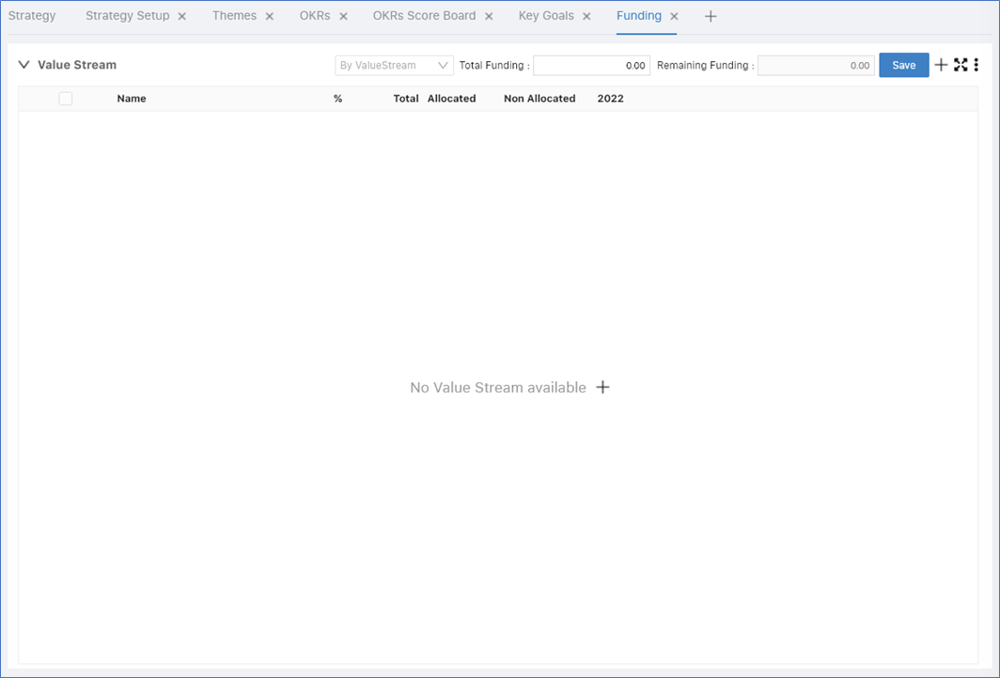 Strategy Strategy Setup Themes OKRs OKRs Score Board Key Goals Funding
Value Stream By ValueStream Total Funding : 0.00 Remaining Funding : 0.00 Save
Name % Total Allocated Non Allocated 2022
No Value Stream available